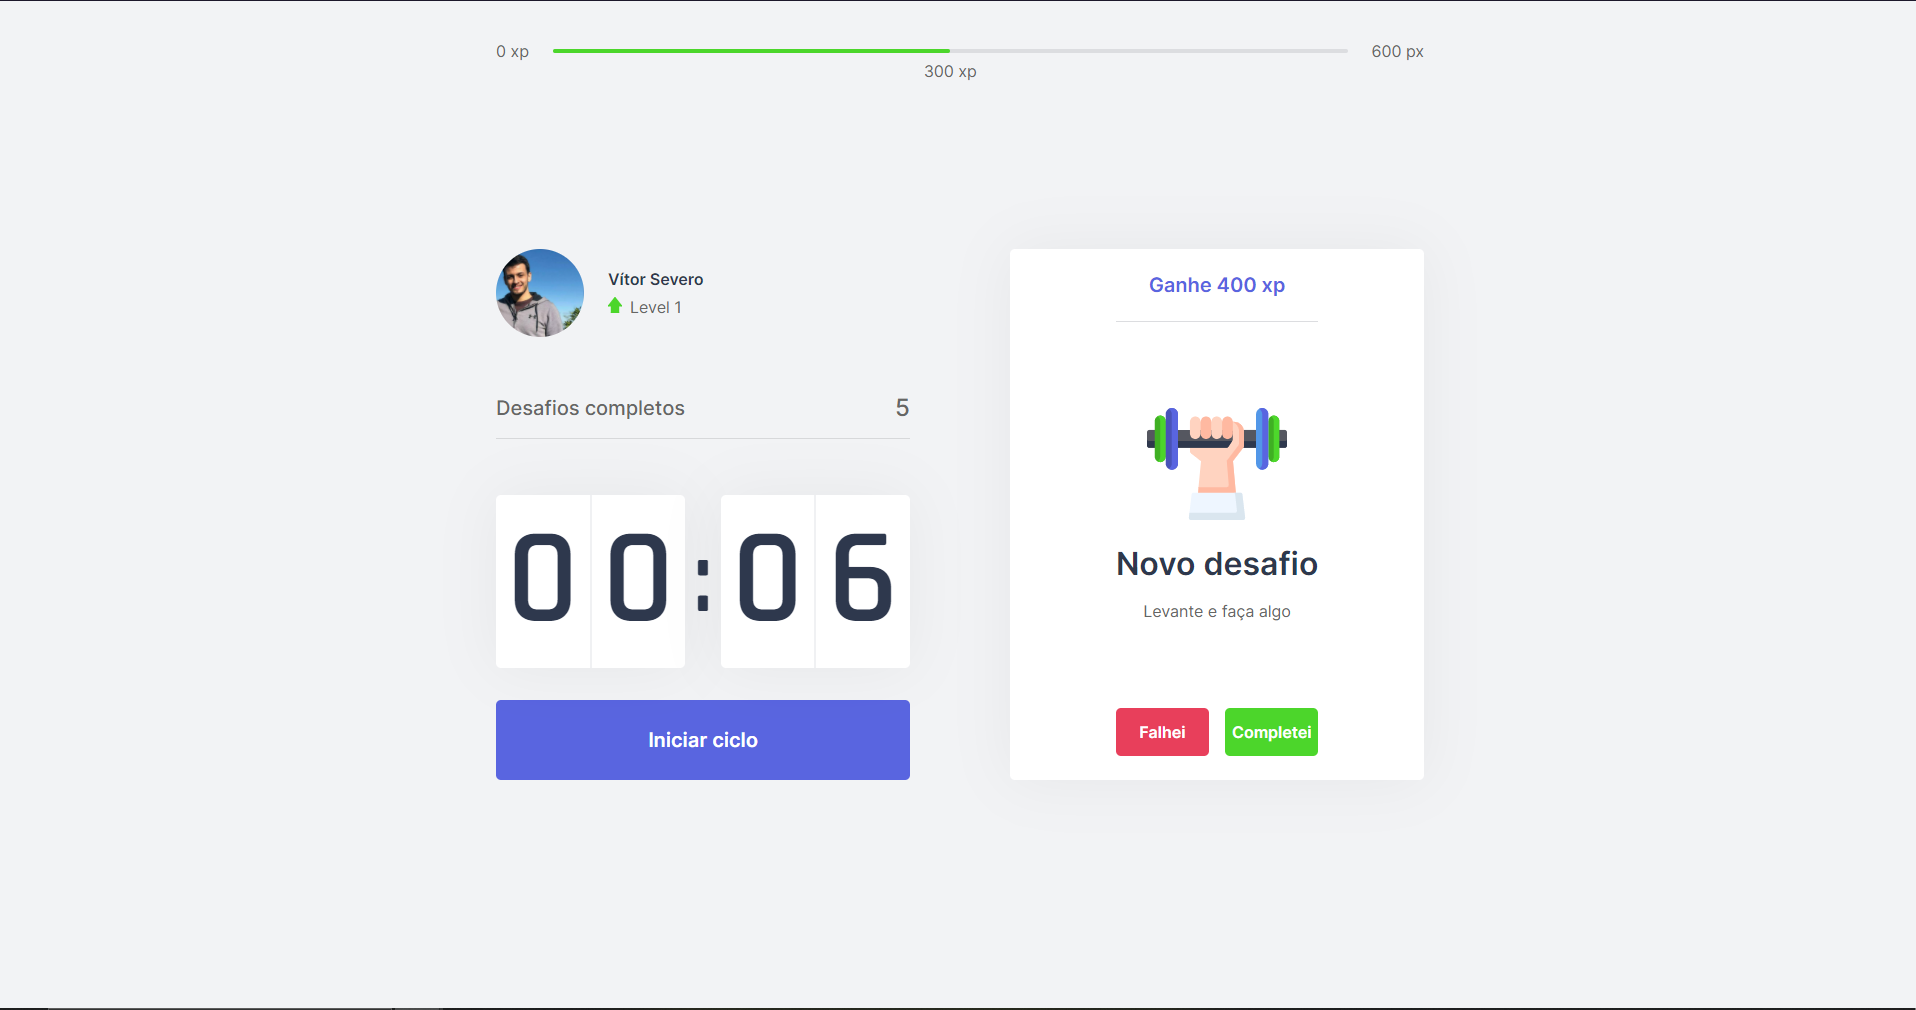 0 xp
600 px
300 xp
Vítor Severo
Level 1
Desafios completos 5
00:06
Iniciar ciclo
Ganhe 400 xp
Novo desafio
Levante e faça algo
Falhei
Completei